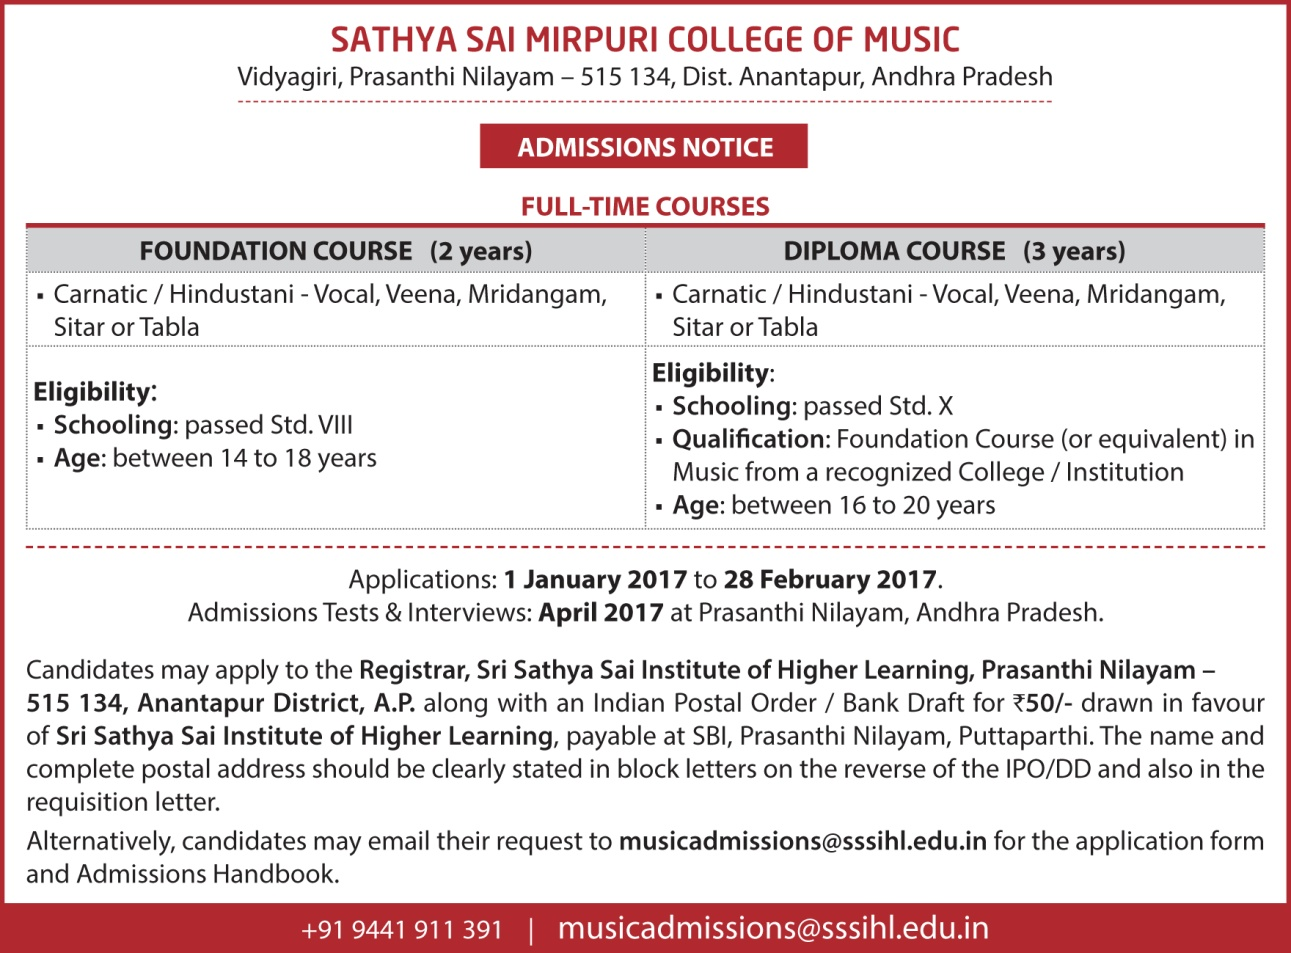 SATHYA SAI MIRPURI COLLEGE OF MUSIC
Vidyagiri, Prasanthi Nilayam – 515 134, Dist. Anantapur, Andhra Pradesh
ADMISSIONS NOTICE
FULL-TIME COURSES
FOUNDATION COURSE (2 years)
▪ Carnatic / Hindustani - Vocal, Veena, Mridangam,
Sitar or Tabla
Eligibility:
▪ Schooling: passed Std. VIII
▪ Age: between 14 to 18 years
DIPLOMA COURSE (3 years)
▪ Carnatic / Hindustani - Vocal, Veena, Mridangam,
Sitar or Tabla
Eligibility:
▪ Schooling: passed Std. X
▪ Qualification: Foundation Course (or equivalent) in
Music from a recognized College / Institution
▪ Age: between 16 to 20 years
Applications: 1 January 2017 to 28 February 2017.
Admissions Tests & Interviews: April 2017 at Prasanthi Nilayam, Andhra Pradesh.
Candidates may apply to the Registrar, Sri Sathya Sai Institute of Higher Learning, Prasanthi Nilayam –
515 134, Anantapur District, A.P. along with an Indian Postal Order / Bank Draft for ₹50/- drawn in favour
of Sri Sathya Sai Institute of Higher Learning, payable at SBI, Prasanthi Nilayam, Puttaparthi. The name and
complete postal address should be clearly stated in block letters on the reverse of the IPO/DD and also in the
requisition letter.
Alternatively, candidates may email their request to musicadmissions@sssihl.edu.in for the application form
and Admissions Handbook.
+91 9441 911 391 | musicadmissions@sssihl.edu.in